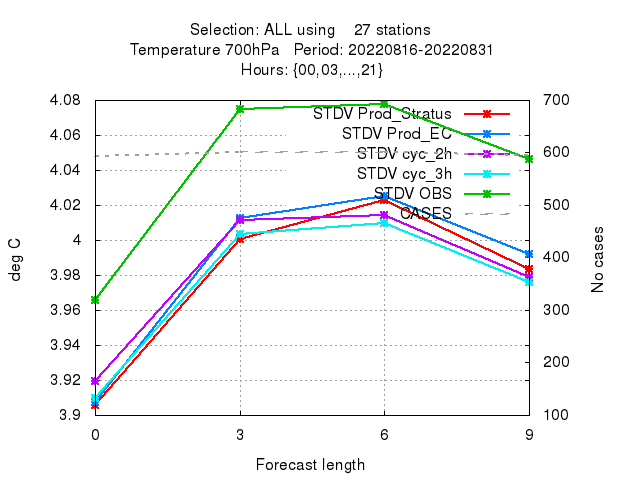 Selection: ALL using 27 stations
Temperature 700hPa Period: 20220816-20220831
Hours: {00,03,...,21}
4.08
4.06
4.04
4.02
4
3.98
3.96
3.94
3.92
3.9
deg C
STDV Prod_Stratus
STDV Prod_EC
STDV cyc_2h
STDV cyc_3h
STDV OBS
CASES
700
600
500
400
300
200
100
No cases
0 3 6 9
Forecast length